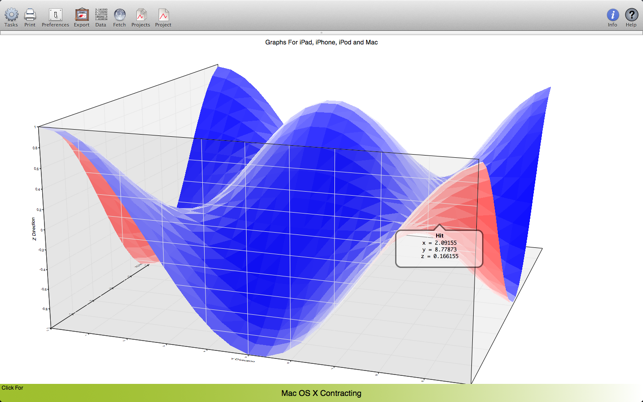 Tasks Print Preferences Export Data Fetch Projects Project Info Help
Graphs For iPad, iPhone, iPod and Mac
Z Direction
Hit
x = 2.09155
y = 8.77873
z = 0.166155
Click For
Mac OS X Contracting